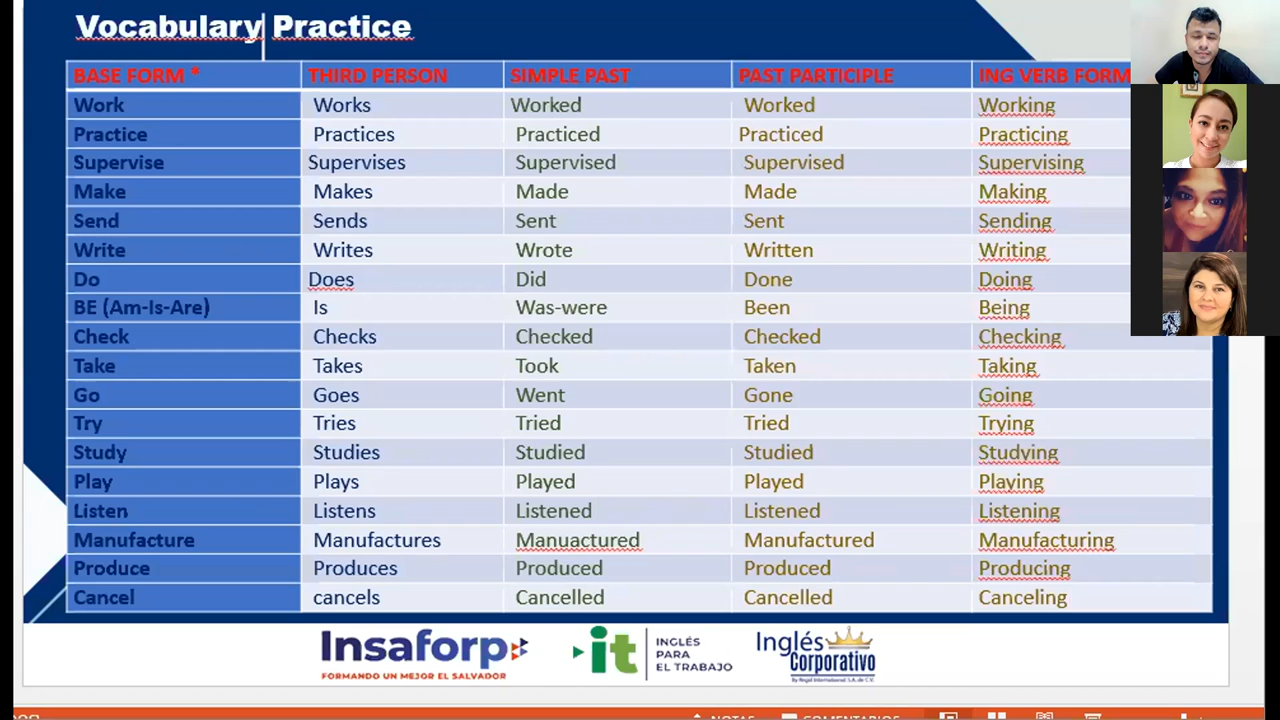 Vocabulary Practice
BASE FORM * THIRD PERSON SIMPLE PAST PAST PARTICIPLE ING VERB FORM
Work Works Worked Worked Working
Practice Practices Practiced Practiced Practicing
Supervise Supervises Supervised Supervised Supervising
Make Makes Made Made Making
Send Sends Sent Sent Sending
Write Writes Wrote Written Writing
Do Does Did Done Doing
BE (Am-Is-Are) Is Was-were Been Being
Check Checks Checked Checked Checking
Take Takes Took Taken Taking
Go Goes Went Gone Going
Try Tries Tried Tried Trying
Study Studies Studied Studied Studying
Play Plays Played Played Playing
Listen Listens Listened Listened Listening
Manufacture Manufactures Manuactured Manufactured Manufacturing
Produce Produces Produced Produced Producing
Cancel cancels Cancelled Cancelled Canceling
Insaforp
FORMANDO UN MEJOR EL SALVADOR
it
INGLÉS
PARA
EL TRABAJO
Inglés
Corporativo
By Regal International S.A. de C.V.
NOTAS COMENTARIOS